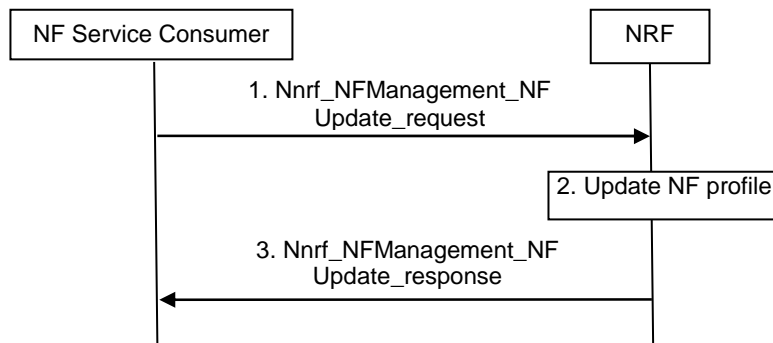 NF Service Consumer
NRF
1. Nnrf_NFManagement_NF
Update_request
2. Update NF profile
3. Nnrf_NFManagement_NF
Update_response